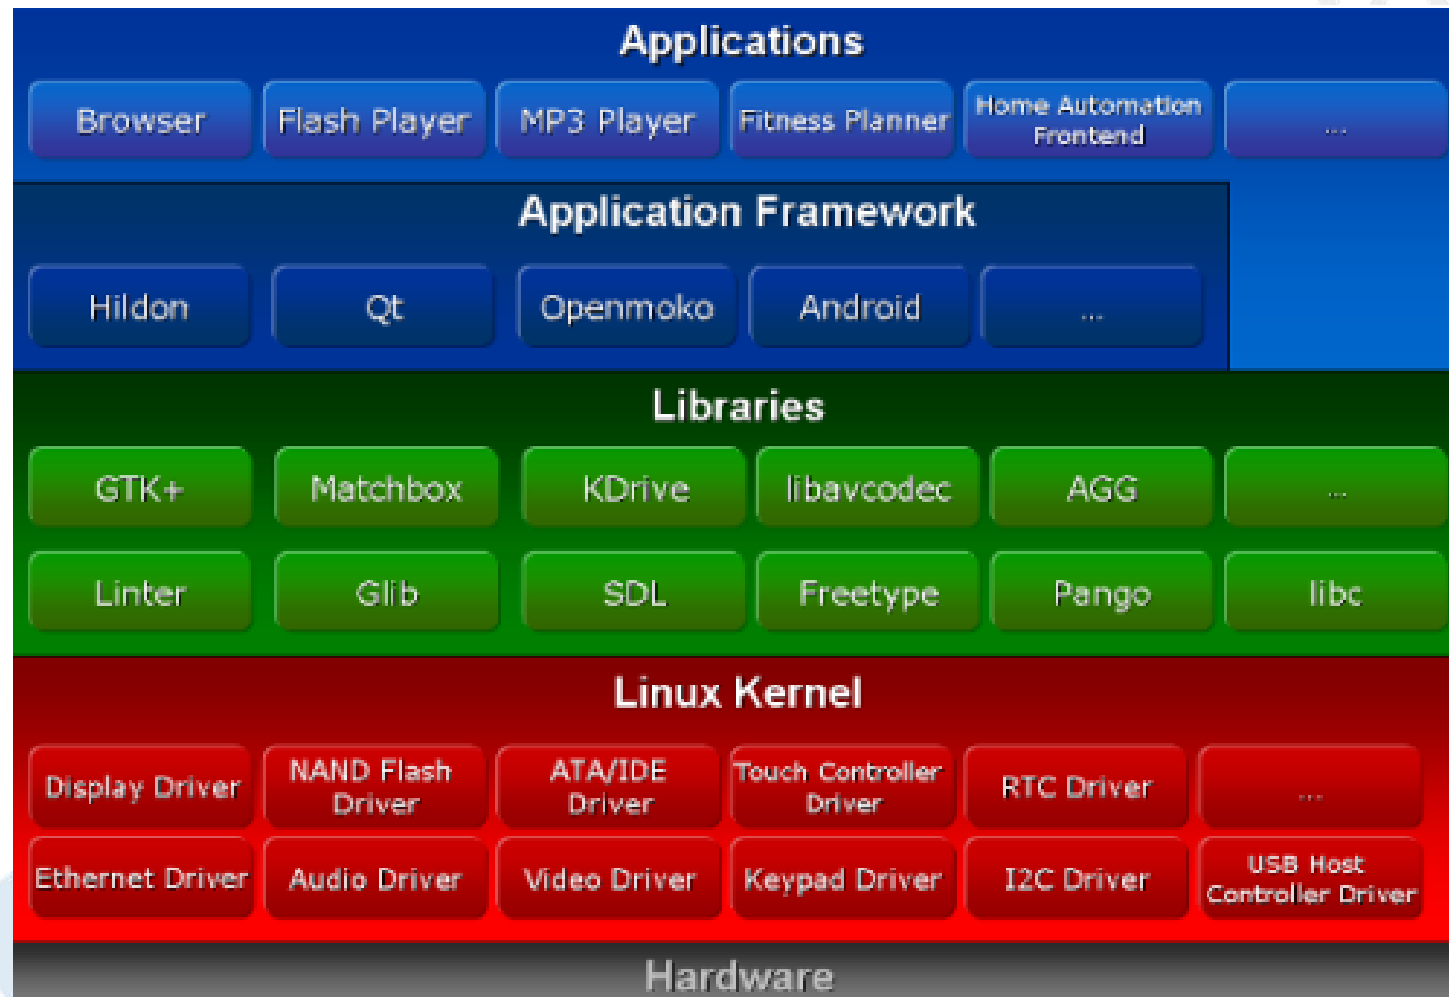 Applications
Browser
Flash Player
MP3 Player
Fitness Planner
Home Automation
Frontend
...
Application Framework
Hildon
Qt
Openmoko
Android
...
Libraries
GTK+
Matchbox
KDrive
libavcodec
AGG
...
Linter
Glib
SDL
Freetype
Pango
libc
Linux Kernel
Display Driver
NAND Flash
Driver
ATA/IDE
Driver
Touch Controller
Driver
RTC Driver
...
Ethernet Driver
Audio Driver
Video Driver
Keypad Driver
I2C Driver
USB Host
Controller Driver
Hardware